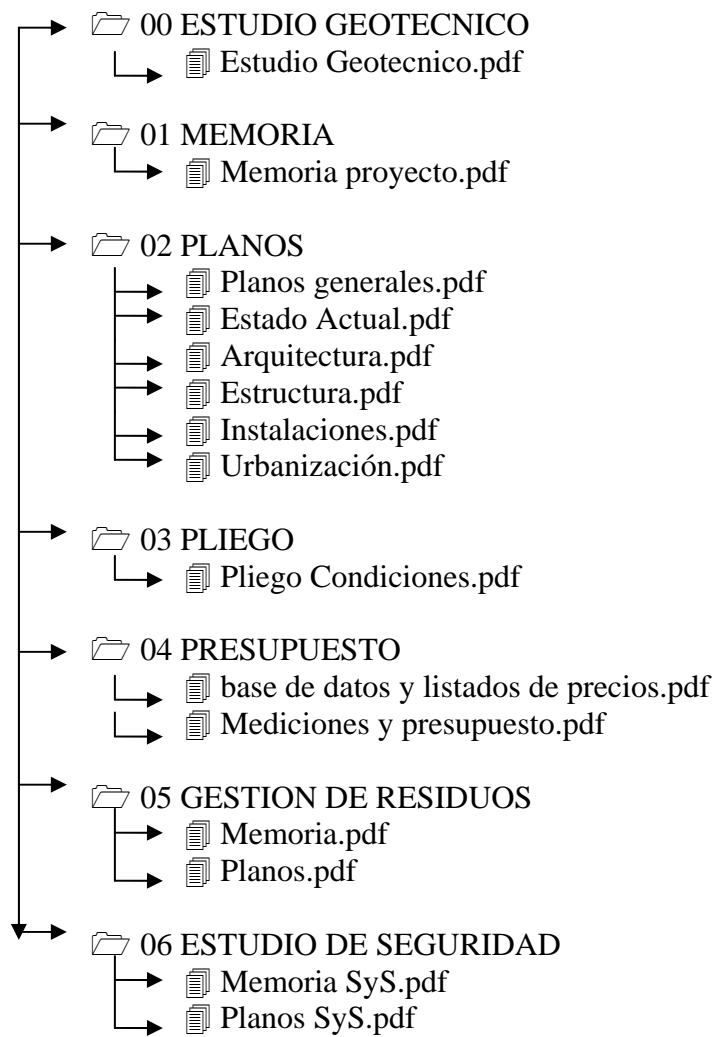 00 ESTUDIO GEOTECNICO
Estudio Geotecnico.pdf
01 MEMORIA
Memoria proyecto.pdf
02 PLANOS
Planos generales.pdf
Estado Actual.pdf
Arquitectura.pdf
Estructura.pdf
Instalaciones.pdf
Urbanización.pdf
03 PLIEGO
Pliego Condiciones.pdf
04 PRESUPUESTO
base de datos y listados de precios.pdf
Mediciones y presupuesto.pdf
05 GESTION DE RESIDUOS
Memoria.pdf
Planos.pdf
06 ESTUDIO DE SEGURIDAD
Memoria SyS.pdf
Planos SyS.pdf